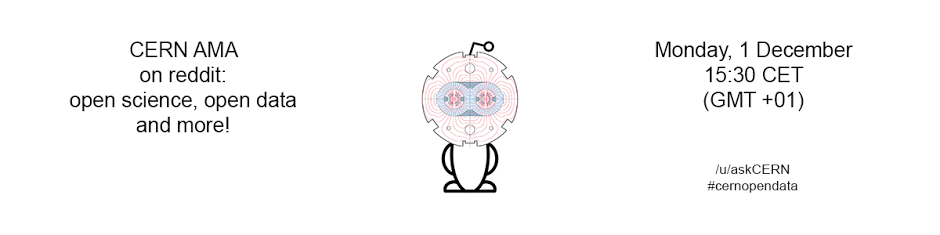 CERN AMA
on reddit:
open science, open data
and more!
Monday, 1 December
15:30 CET
(GMT +01)
/u/askCERN
#cernopendata